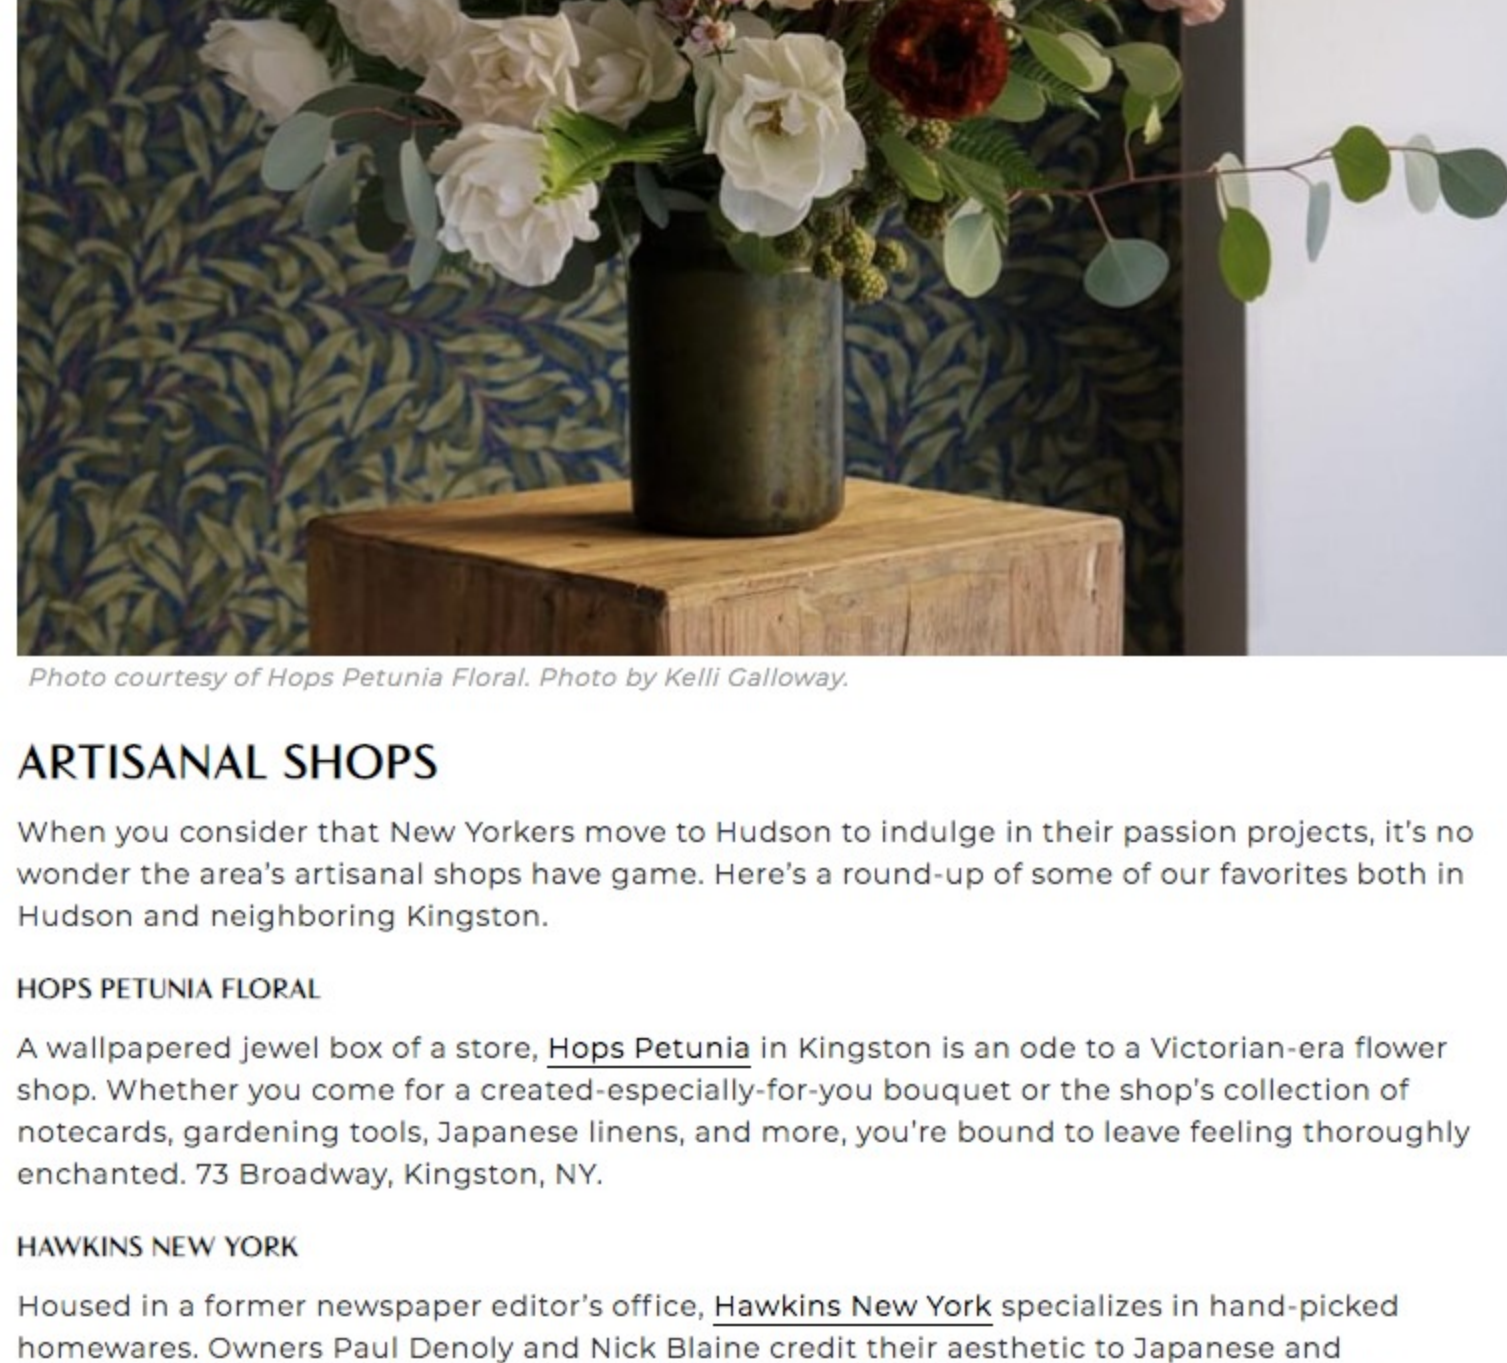 Photo courtesy of Hops Petunia Floral. Photo by Kelli Galloway.
ARTISANAL SHOPS
When you consider that New Yorkers move to Hudson to indulge in their passion projects, it’s no
wonder the area’s artisanal shops have game. Here’s a round-up of some of our favorites both in
Hudson and neighboring Kingston.
HOPS PETUNIA FLORAL
A wallpapered jewel box of a store, Hops Petunia in Kingston is an ode to a Victorian-era flower
shop. Whether you come for a created-especially-for-you bouquet or the shop’s collection of
notecards, gardening tools, Japanese linens, and more, you’re bound to leave feeling thoroughly
enchanted. 73 Broadway, Kingston, NY.
HAWKINS NEW YORK
Housed in a former newspaper editor’s office, Hawkins New York specializes in hand-picked
homewares. Owners Paul Denoly and Nick Blaine credit their aesthetic to Japanese and